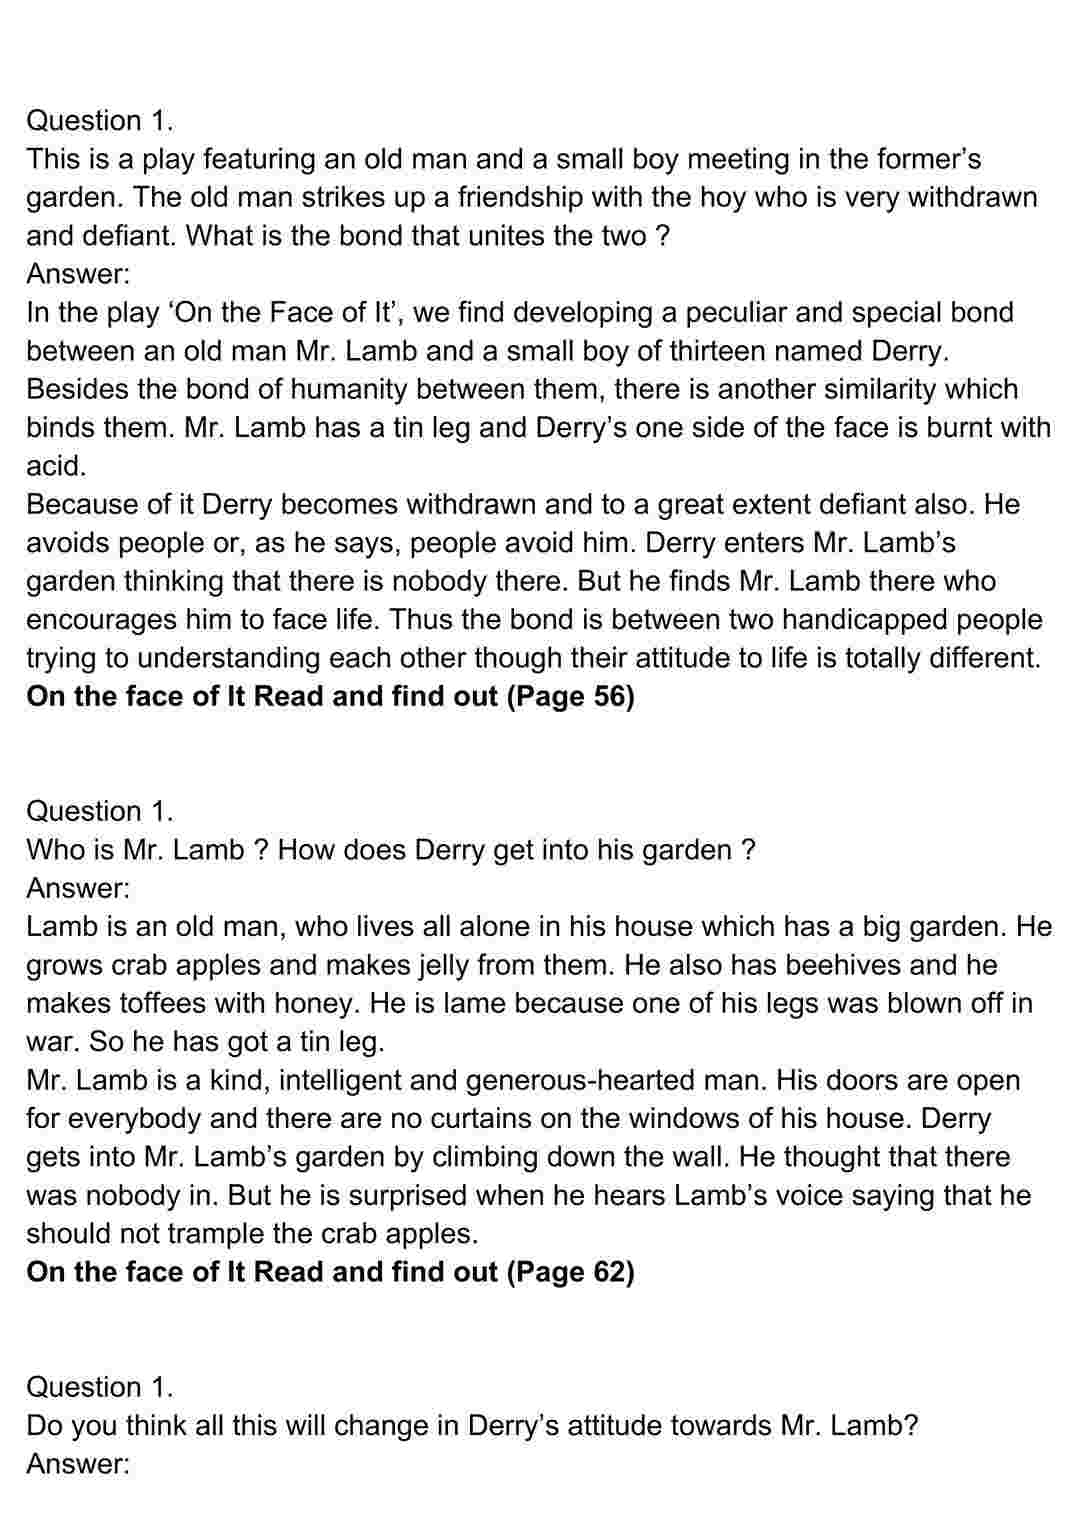 Question 1.
This is a play featuring an old man and a small boy meeting in the former’s
garden. The old man strikes up a friendship with the hoy who is very withdrawn
and defiant. What is the bond that unites the two ?
Answer:
In the play ‘On the Face of It’, we find developing a peculiar and special bond
between an old man Mr. Lamb and a small boy of thirteen named Derry.
Besides the bond of humanity between them, there is another similarity which
binds them. Mr. Lamb has a tin leg and Derry’s one side of the face is burnt with
acid.
Because of it Derry becomes withdrawn and to a great extent defiant also. He
avoids people or, as he says, people avoid him. Derry enters Mr. Lamb’s
garden thinking that there is nobody there. But he finds Mr. Lamb there who
encourages him to face life. Thus the bond is between two handicapped people
trying to understanding each other though their attitude to life is totally different.
On the face of It Read and find out (Page 56)
Question 1.
Who is Mr. Lamb ? How does Derry get into his garden ?
Answer:
Lamb is an old man, who lives all alone in his house which has a big garden. He
grows crab apples and makes jelly from them. He also has beehives and he
makes toffees with honey. He is lame because one of his legs was blown off in
war. So he has got a tin leg.
Mr. Lamb is a kind, intelligent and generous-hearted man. His doors are open
for everybody and there are no curtains on the windows of his house. Derry
gets into Mr. Lamb’s garden by climbing down the wall. He thought that there
was nobody in. But he is surprised when he hears Lamb’s voice saying that he
should not trample the crab apples.
On the face of It Read and find out (Page 62)
Question 1.
Do you think all this will change in Derry’s attitude towards Mr. Lamb?
Answer: